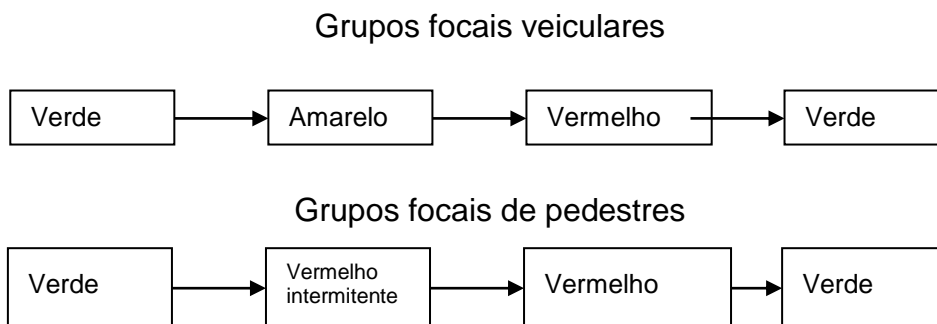 Grupos focais veiculares
Verde
Amarelo
Vermelho
Verde
Grupos focais de pedestres
Verde
Vermelho
intermitente
Vermelho
Verde